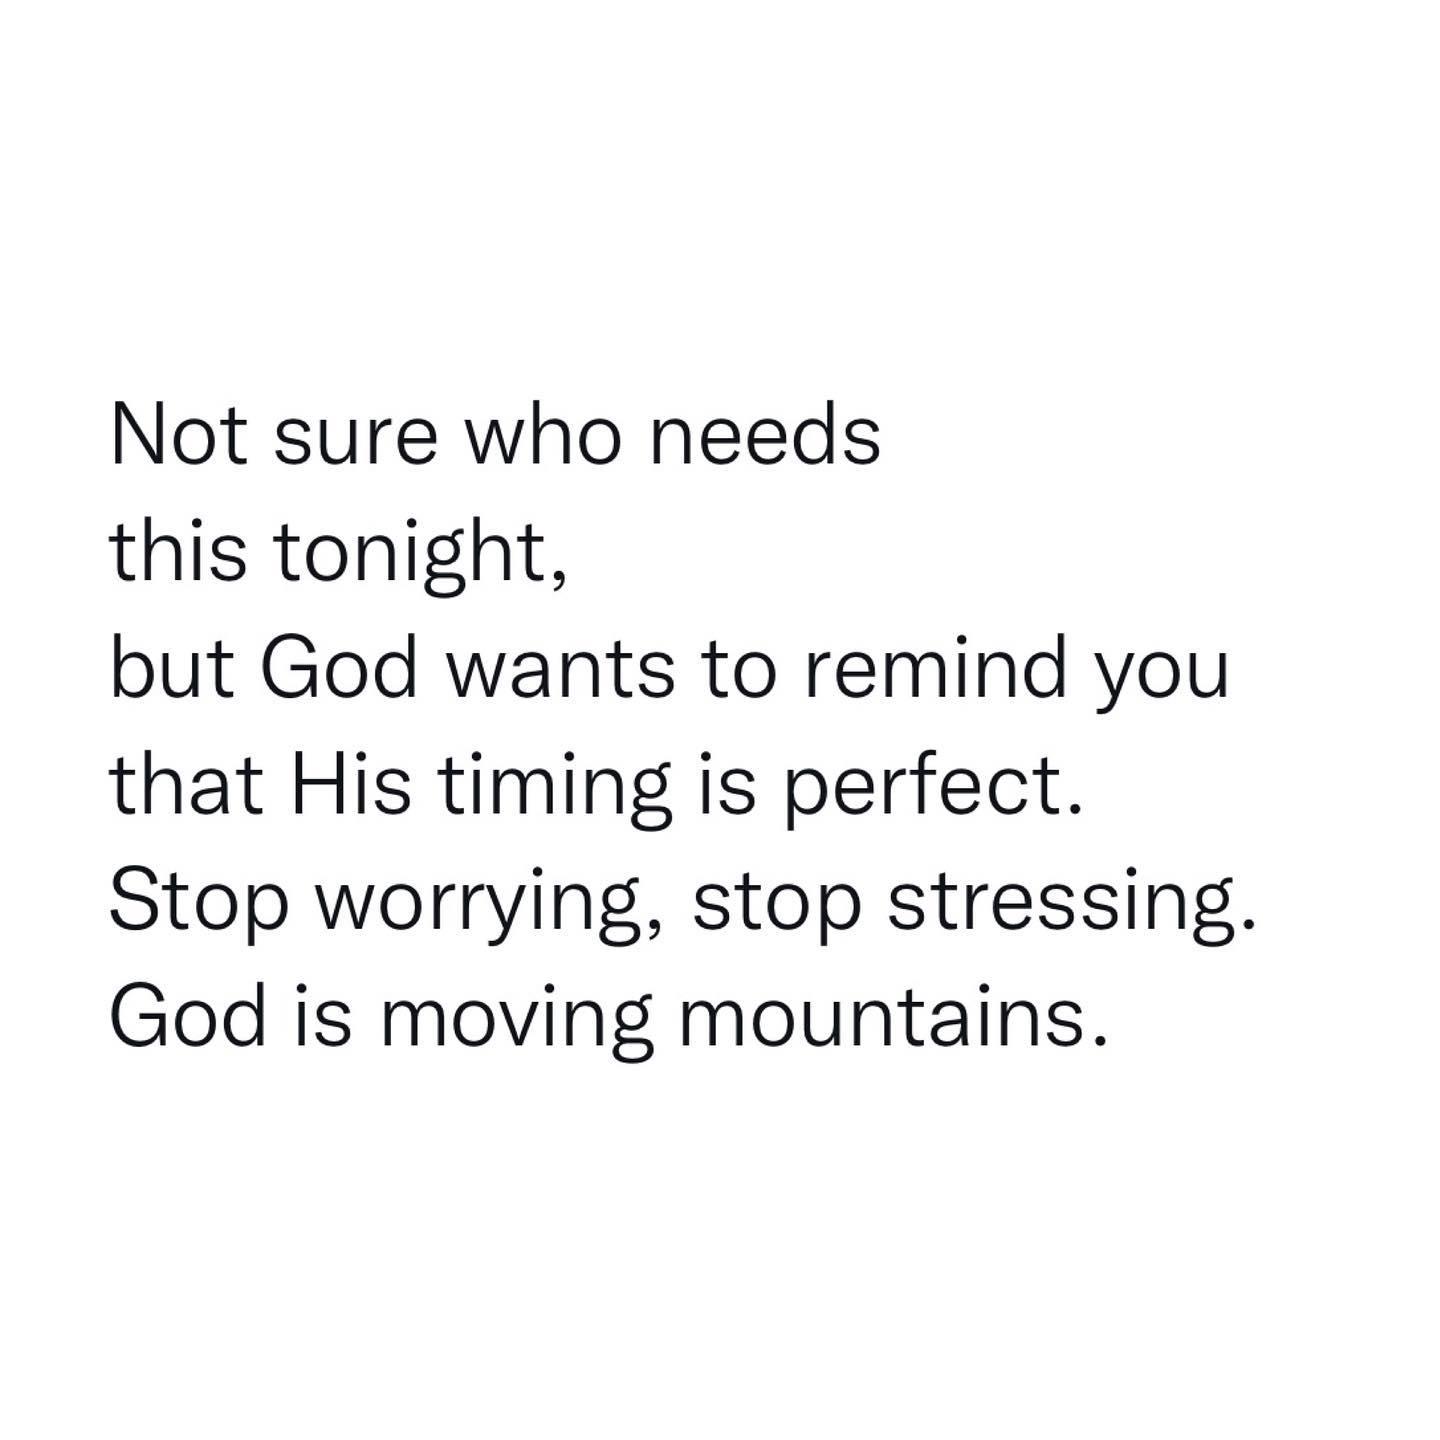 Not sure who needs
this tonight,
but God wants to remind you
that His timing is perfect.
Stop worrying, stop stressing.
God is moving mountains.